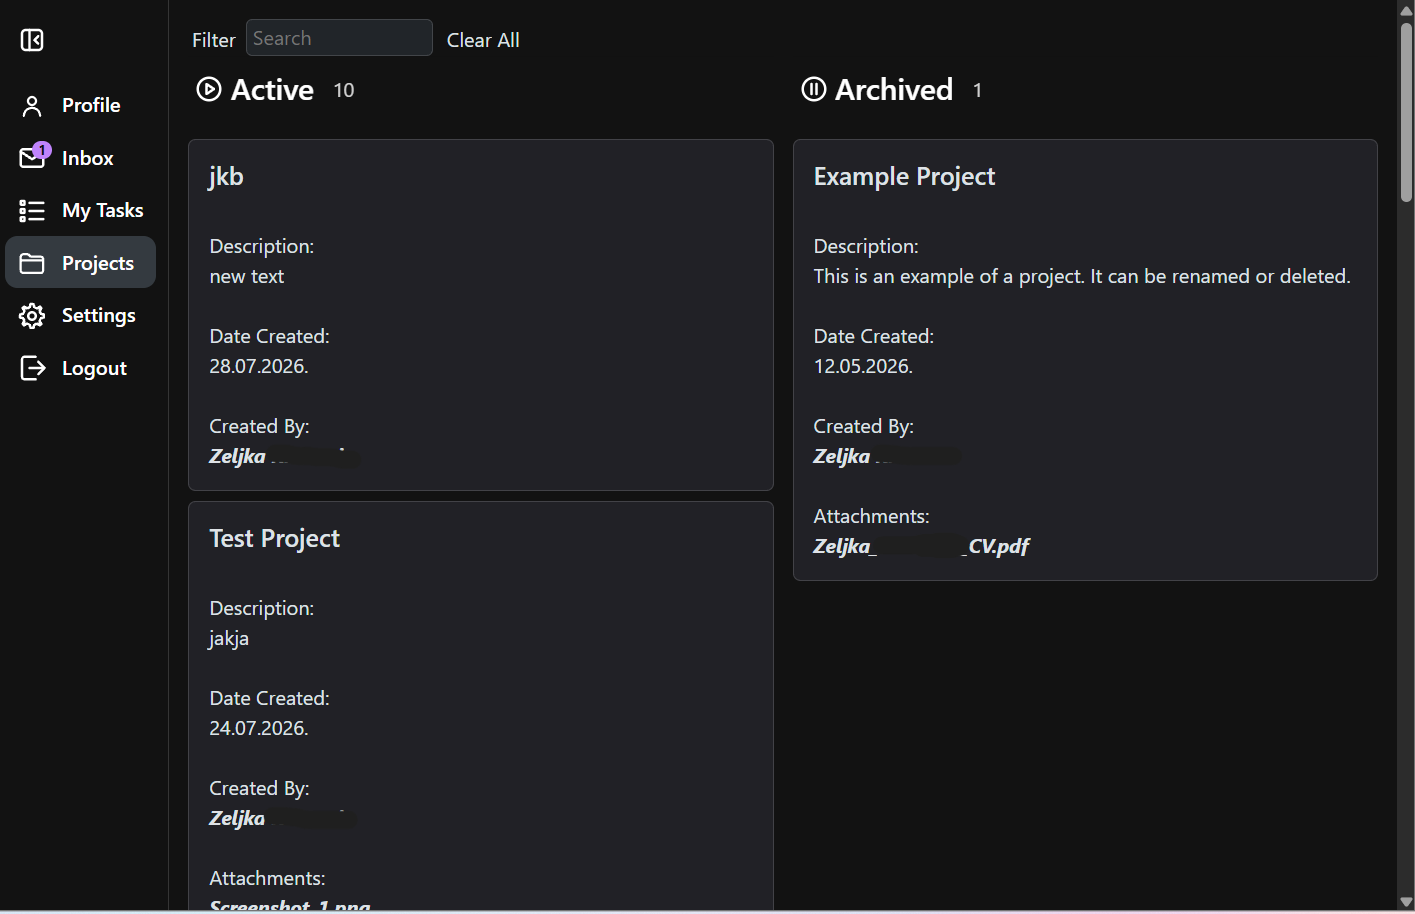 Profile
1
Inbox
My Tasks
Projects
Settings
Logout
Filter Search Clear All
Active 10
jkb
Description:
new text
Date Created:
28.07.2026.
Created By:
Zeljka
Test Project
Description:
jakja
Date Created:
24.07.2026.
Created By:
Zeljka
Attachments:
Screenshot_1.png
Archived 1
Example Project
Description:
This is an example of a project. It can be renamed or deleted.
Date Created:
12.05.2026.
Created By:
Zeljka
Attachments:
Zeljka_ _CV.pdf